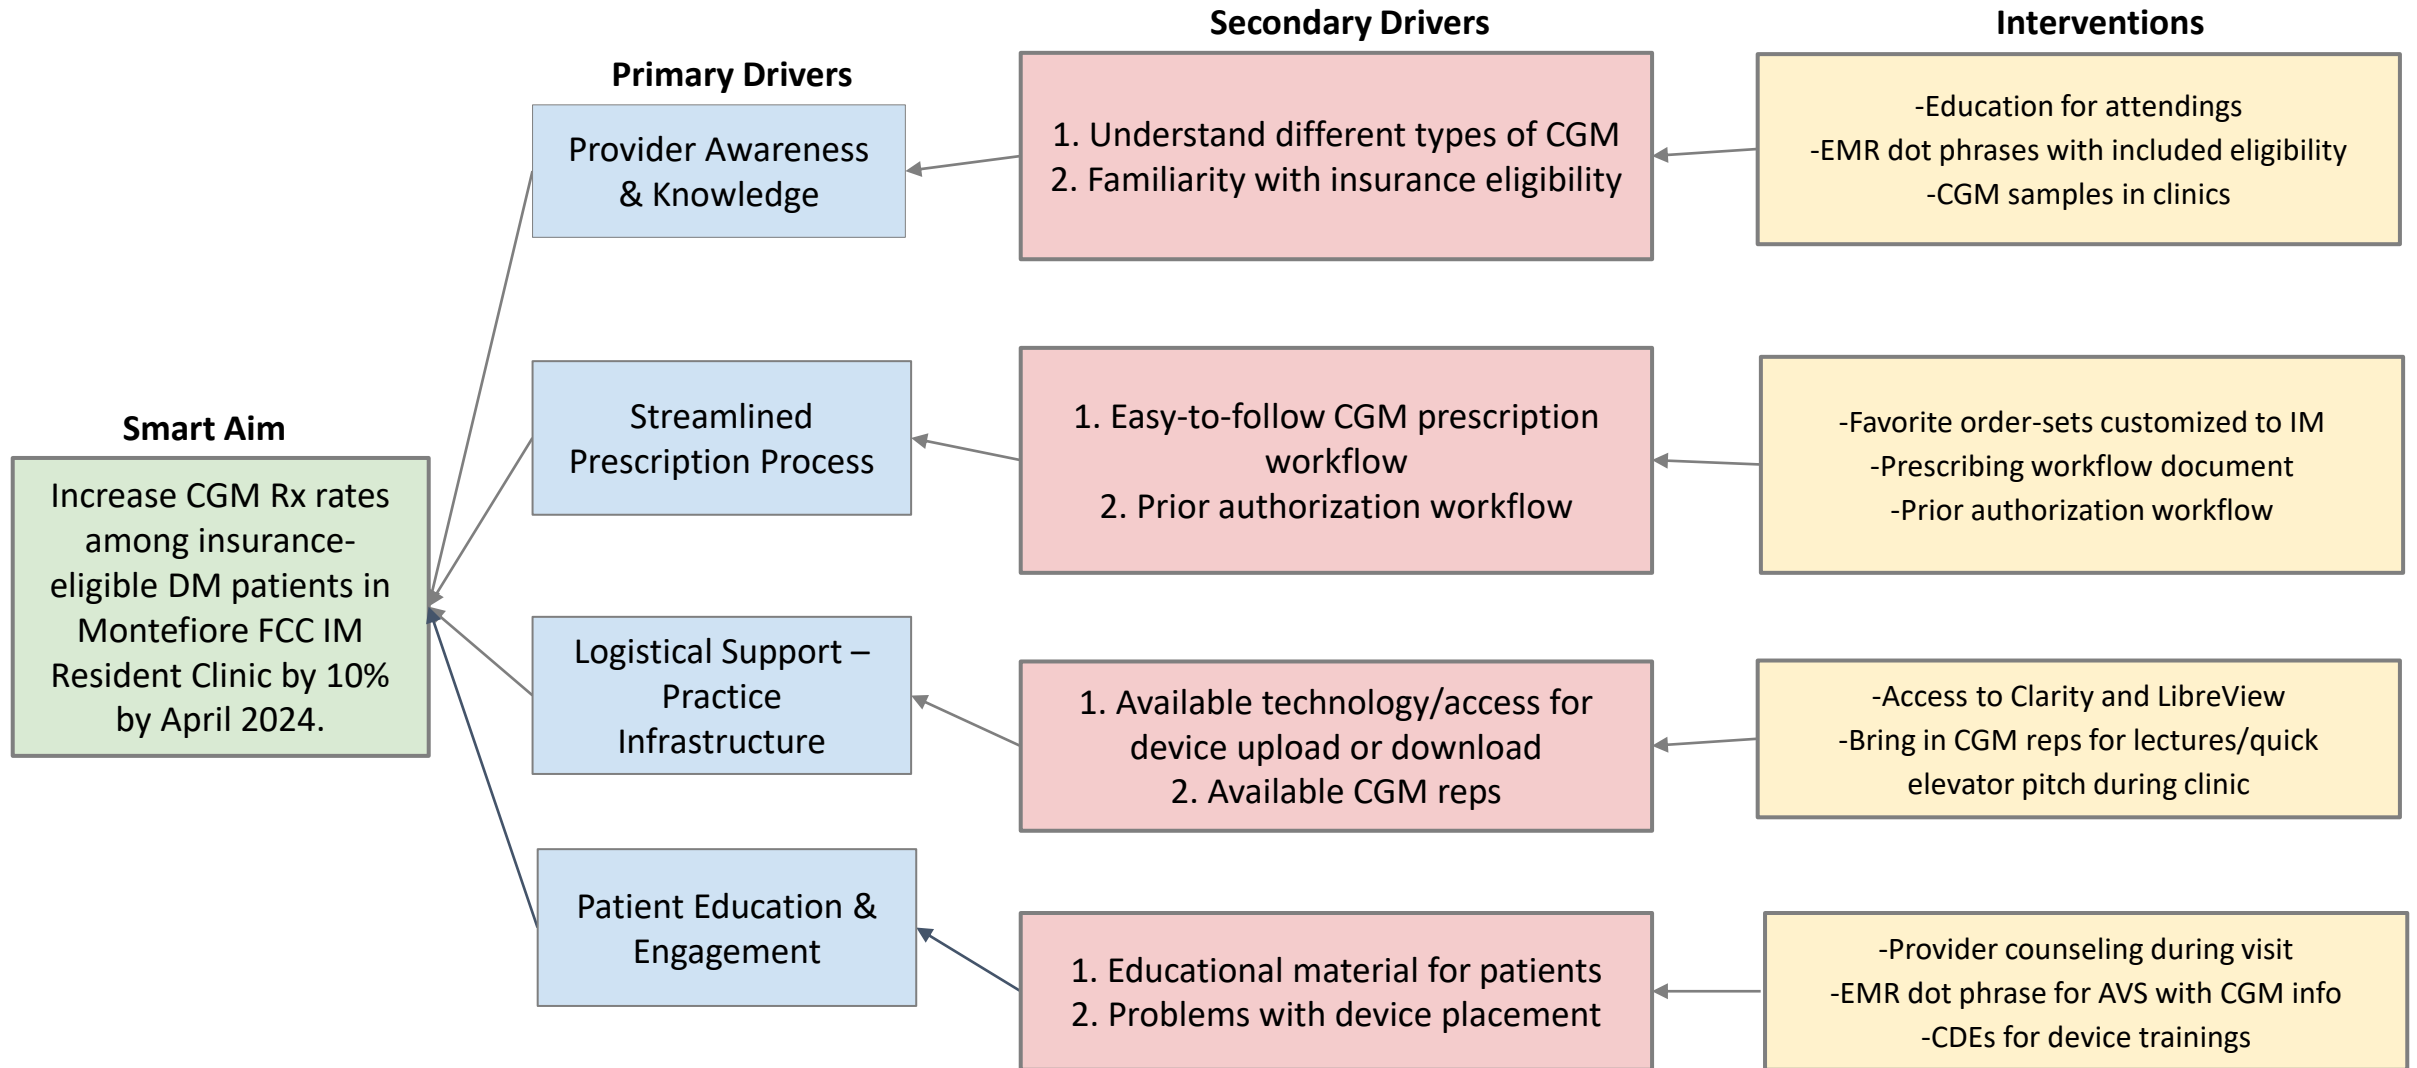 Smart Aim
Increase CGM Rx rates
among insurance-
eligible DM patients in
Montefiore FCC IM
Resident Clinic by 10%
by April 2024.
Primary Drivers
Provider Awareness
& Knowledge
Streamlined
Prescription Process
Logistical Support –
Practice
Infrastructure
Patient Education &
Engagement
Secondary Drivers
1. Understand different types of CGM
2. Familiarity with insurance eligibility
1. Easy-to-follow CGM prescription
workflow
2. Prior authorization workflow
1. Available technology/access for
device upload or download
2. Available CGM reps
1. Educational material for patients
2. Problems with device placement
Interventions
-Education for attendings
-EMR dot phrases with included eligibility
-CGM samples in clinics
-Favorite order-sets customized to IM
-Prescribing workflow document
-Prior authorization workflow
-Access to Clarity and LibreView
-Bring in CGM reps for lectures/quick
elevator pitch during clinic
-Provider counseling during visit
-EMR dot phrase for AVS with CGM info
-CDEs for device trainings